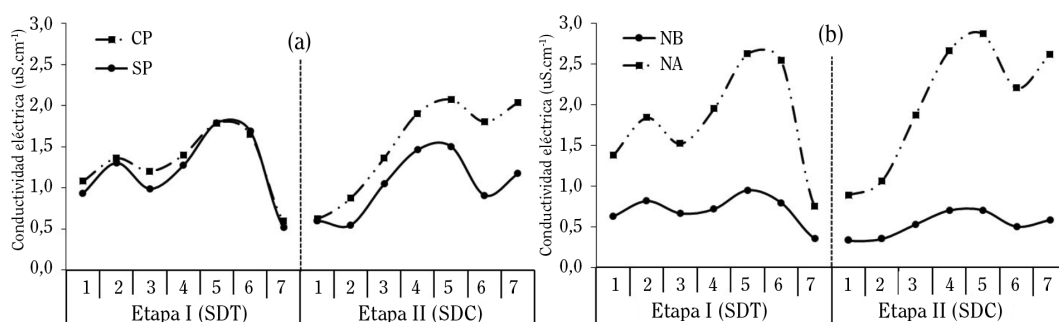 Conductividad eléctrica (uS.cm⁻¹)
3,0
2,5
2,0
1,5
1,0
0,5
0,0
CP
SP
(a)
1 2 3 4 5 6 7 1 2 3 4 5 6 7
Etapa I (SDT) Etapa II (SDC)
Conductividad eléctrica (uS.cm⁻¹)
3,0
2,5
2,0
1,5
1,0
0,5
0,0
NB
NA
(b)
1 2 3 4 5 6 7 1 2 3 4 5 6 7
Etapa I (SDT) Etapa II (SDC)